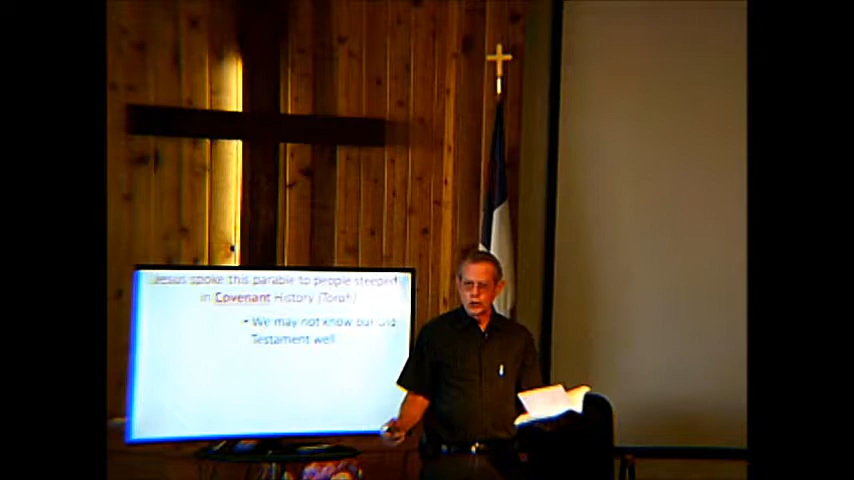 Jesus spoke this parable to people steeped
in Covenant History (Torah)
• We may not know our Old
Testament well